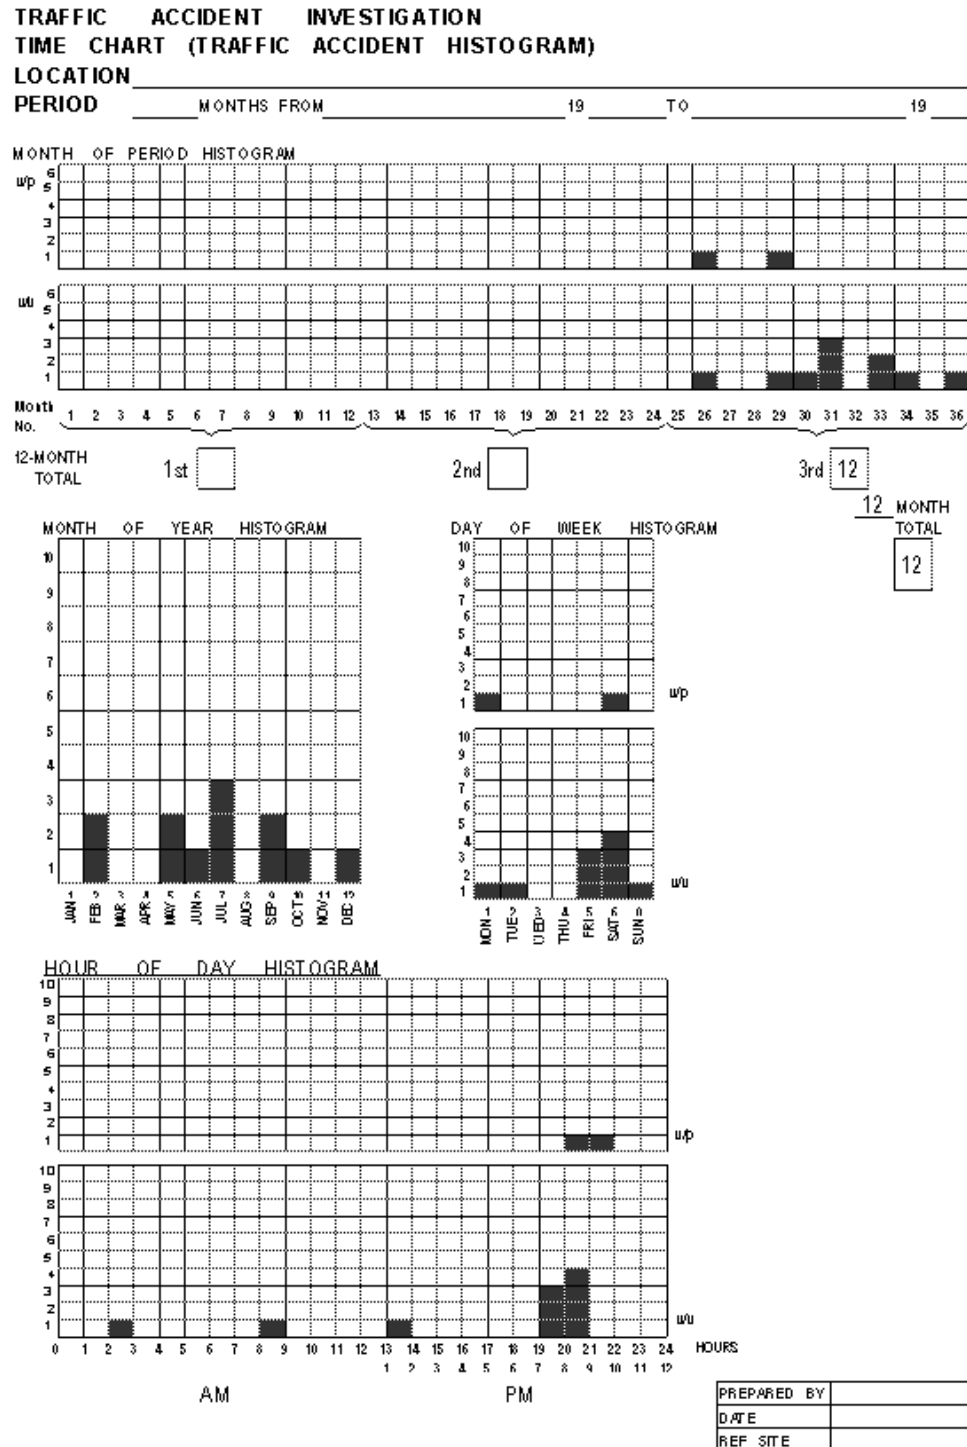 TRAFFIC ACCIDENT INVESTIGATION
TIME CHART (TRAFFIC ACCIDENT HISTOGRAM)
LOCATION
PERIOD MONTHS FROM 19 TO 19
MONTH OF PERIOD HISTOGRAM
u/p 6
5
4
3
2
1
u/u 6
5
4
3
2
1
Month No. 1 2 3 4 5 6 7 8 9 10 11 12 13 14 15 16 17 18 19 20 21 22 23 24 25 26 27 28 29 30 31 32 33 34 35 36
12-MONTH TOTAL 1st 2nd 3rd 12
12 MONTH
TOTAL
12
MONTH OF YEAR HISTOGRAM
10
9
8
7
6
5
4
3
2
1
JAN 1 FEB 2 MAR 3 APR 4 MAY 5 JUN 6 JUL 7 AUG 8 SEP 9 OCT 10 NOV 11 DEC 12
DAY OF WEEK HISTOGRAM
10
9
8
7
6
5
4
3
2
1
u/p
10
9
8
7
6
5
4
3
2
1
u/u
MON 1 TUE 2 WED 3 THU 4 FRI 5 SAT SUN
HOUR OF DAY HISTOGRAM
10
9
8
7
6
5
4
3
2
1
u/p
10
9
8
7
6
5
4
3
2
1
u/u
0 1 2 3 4 5 6 7 8 9 10 11 12 13 14 15 16 17 18 19 20 21 22 23 24 HOURS
1 2 3 4 5 6 7 8 9 10 11 12
AM PM
PREPARED BY
DATE
REF SITE